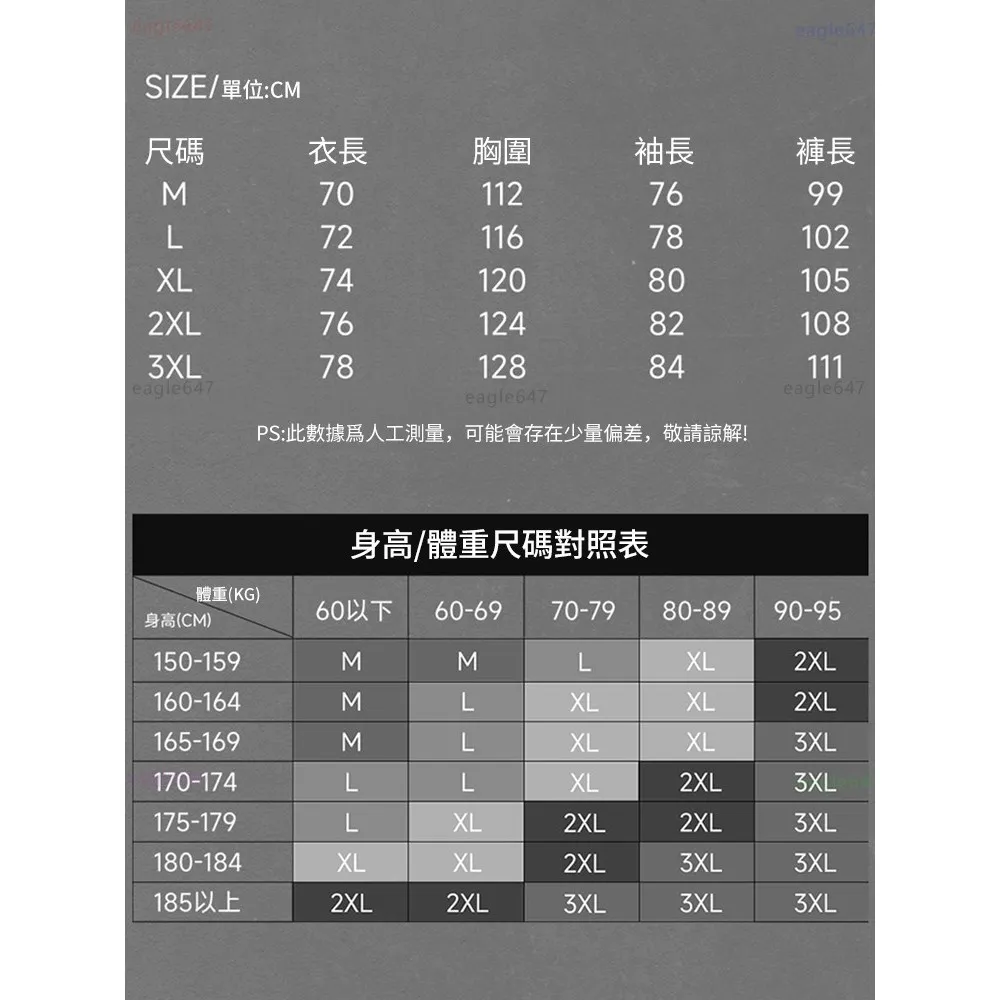 eagle647
SIZE/單位:CM
尺碼 衣長 胸圍 袖長 褲長
M 70 112 76 99
L 72 116 78 102
XL 74 120 80 105
2XL 76 124 82 108
3XL 78 128 84 111
eagle647 eagle647 eagle647
PS:此數據爲人工測量，可能會存在少量偏差，敬請諒解!
身高/體重尺碼對照表
體重(KG)
身高(CM) 60以下 60-69 70-79 80-89 90-95
150-159 M M L XL 2XL
160-164 M L XL XL 2XL
165-169 M L XL XL 3XL
170-174 L L XL 2XL 3XL
175-179 L XL 2XL 2XL 3XL
180-184 XL XL 2XL 3XL 3XL
185以上 2XL 2XL 3XL 3XL 3XL